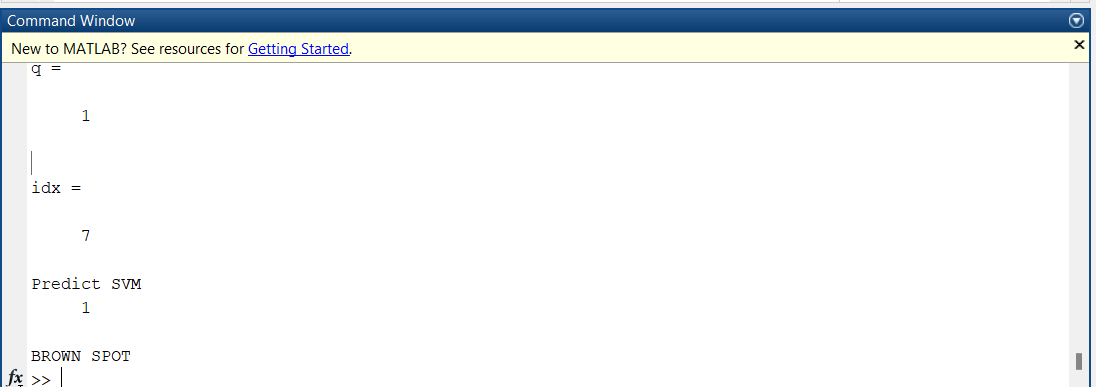 Command Window
New to MATLAB? See resources for Getting Started.
q =
1
idx =
7
Predict SVM
1
BROWN SPOT
fx >>